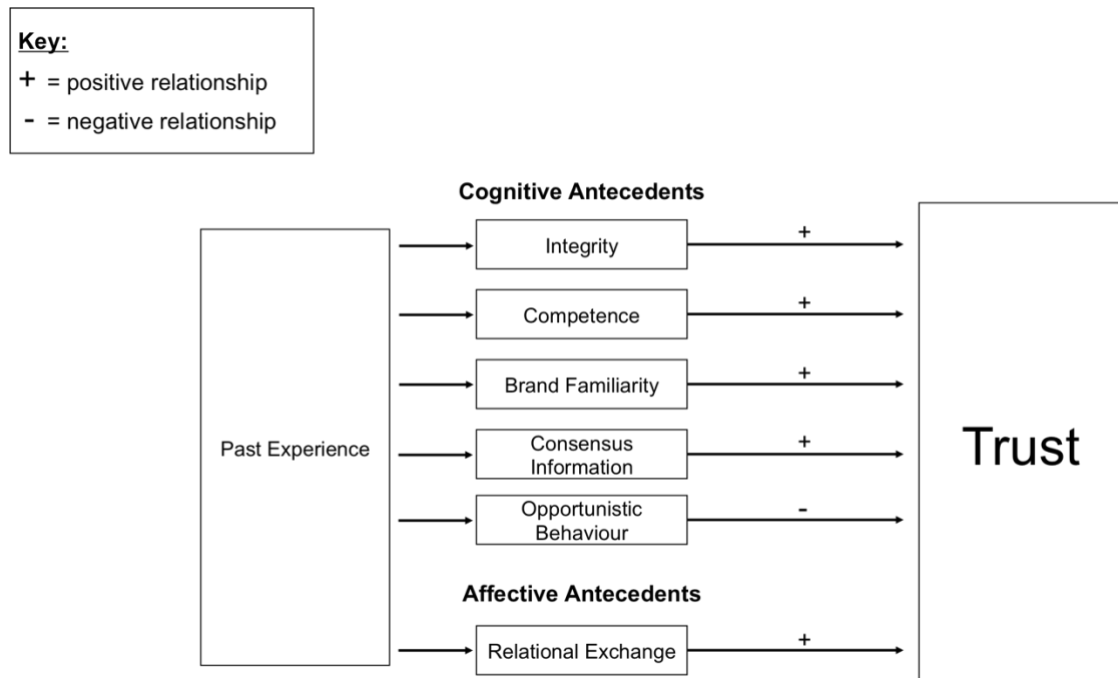 Key:
+ = positive relationship
- = negative relationship
Cognitive Antecedents
Past Experience
Integrity
+
Competence
+
Brand Familiarity
+
Consensus
Information
+
Opportunistic
Behaviour
-
Affective Antecedents
Relational Exchange
+
Trust